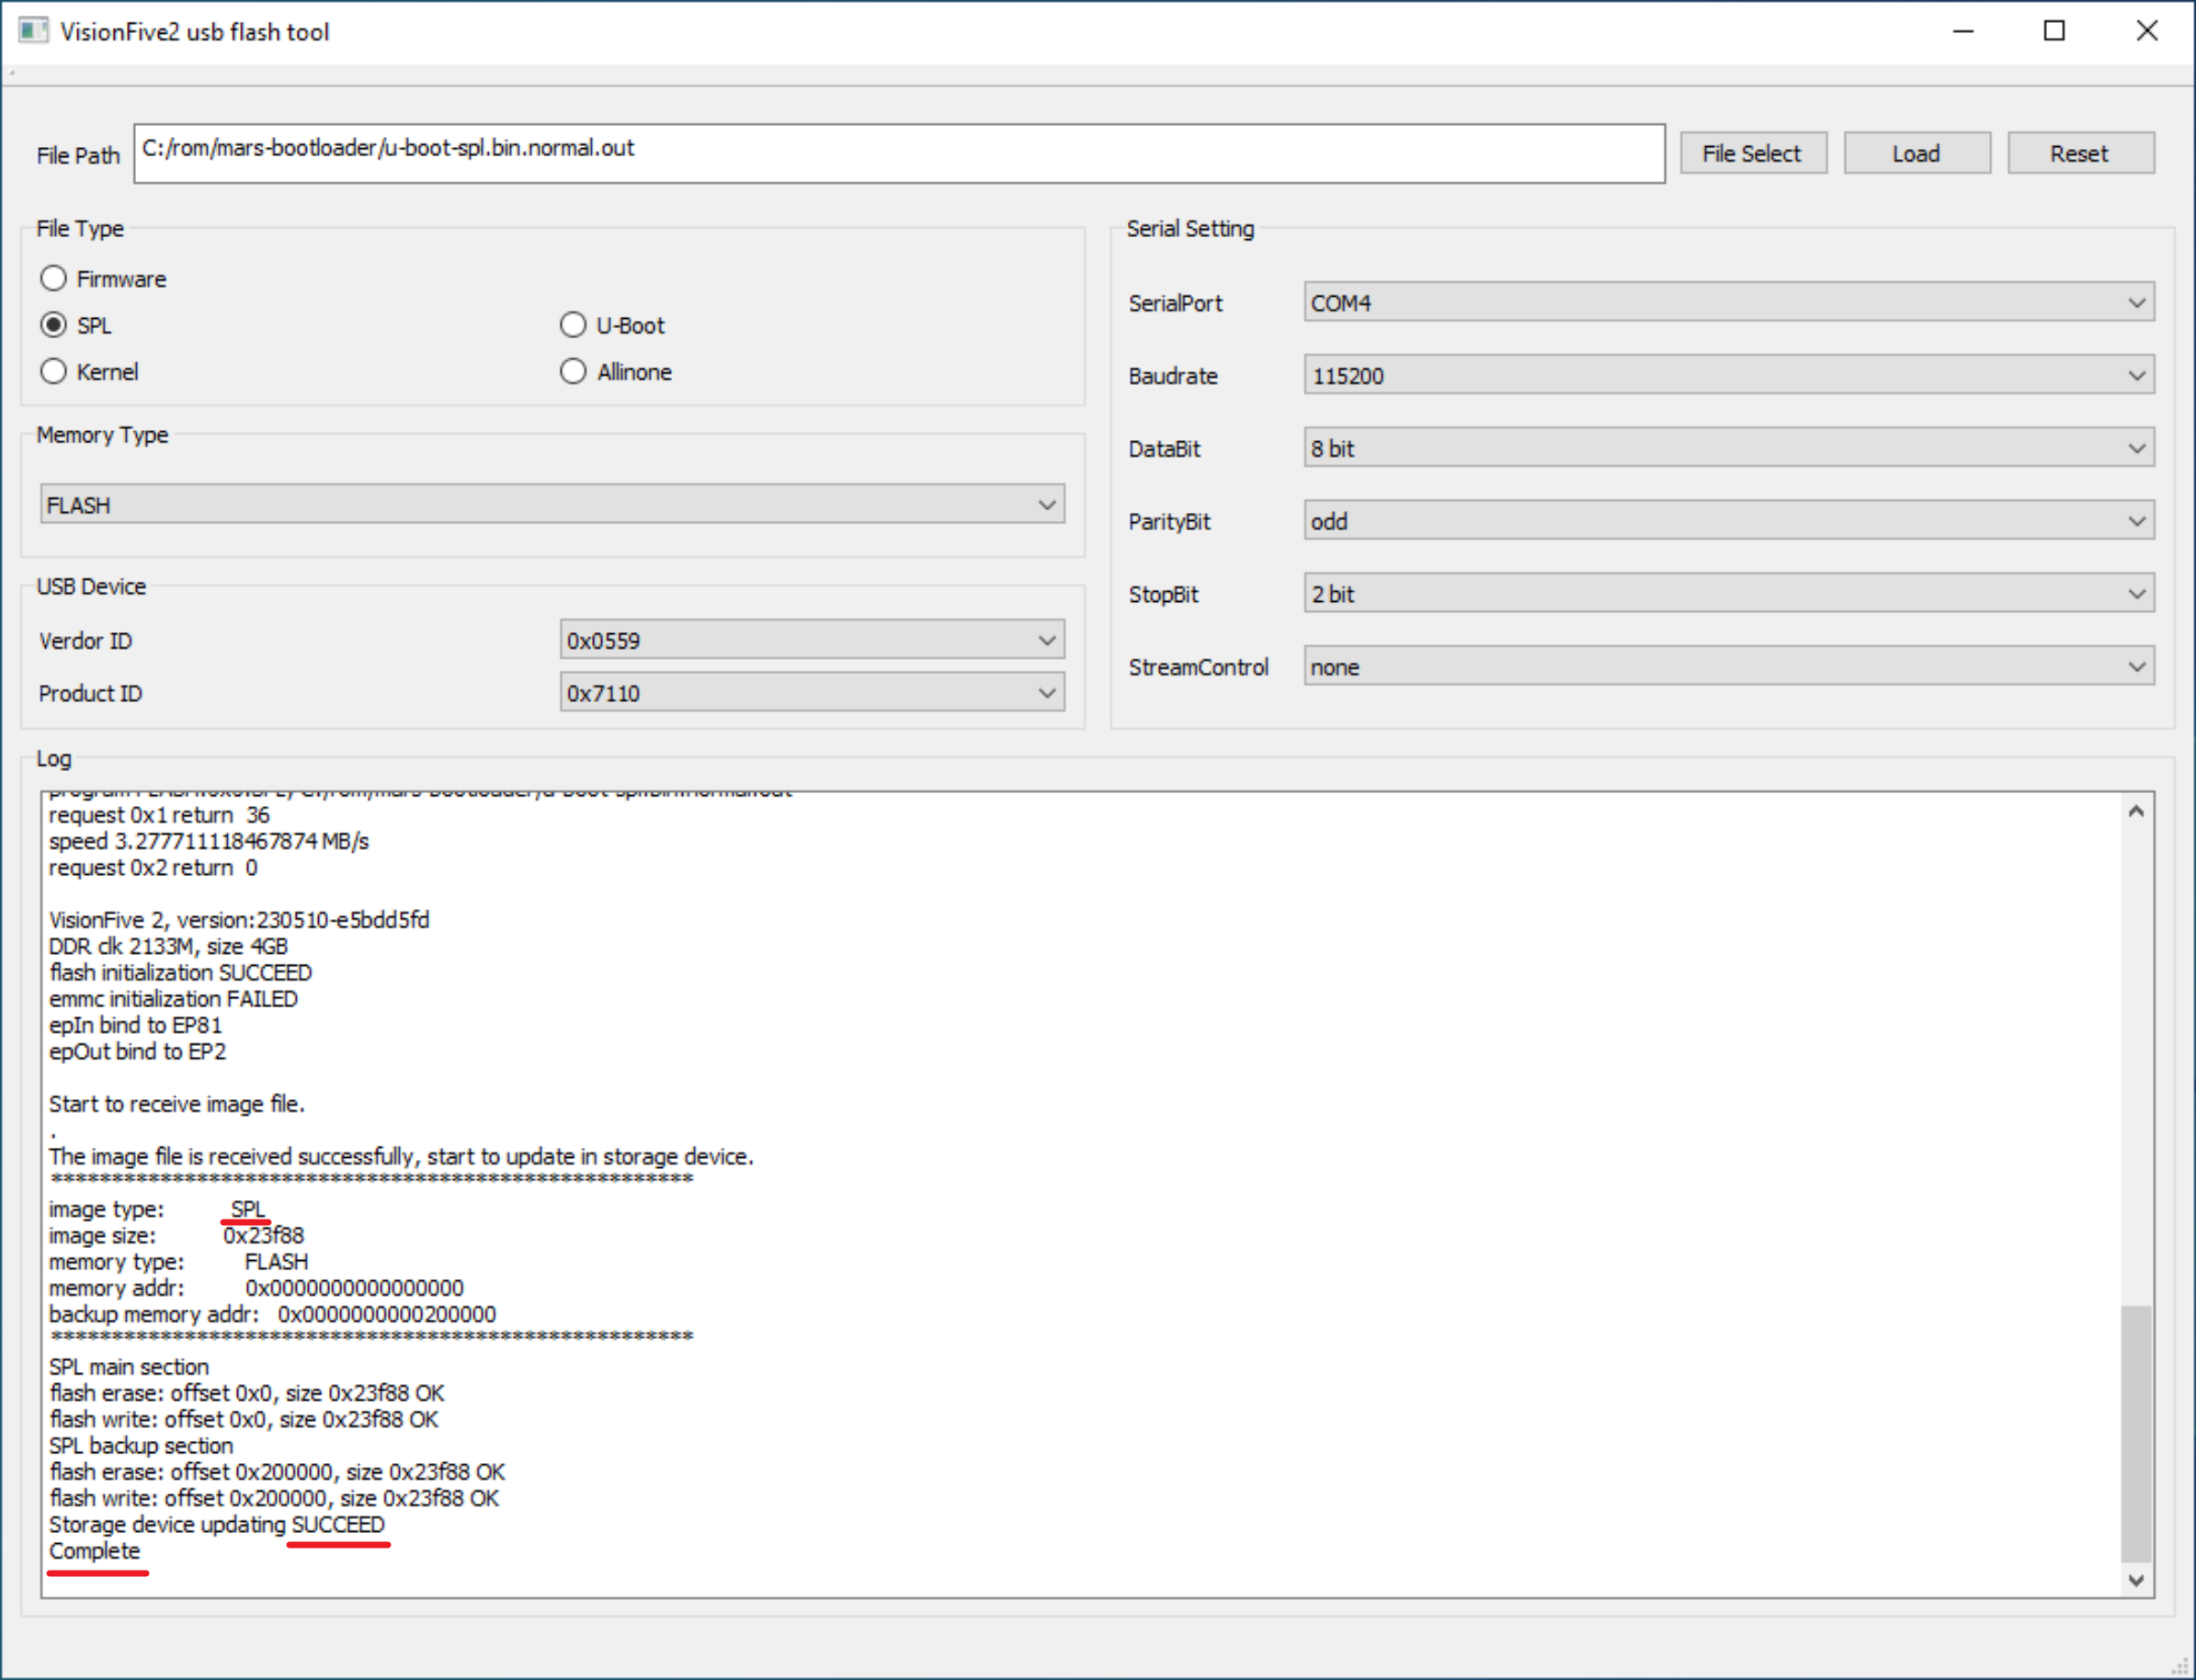 VisionFive2 usb flash tool
File Path
C:/rom/mars-bootloader/u-boot-spl.bin.normal.out
File Select
Load
Reset
File Type
Firmware
SPL
U-Boot
Kernel
Allinone
Memory Type
FLASH
USB Device
Verdor ID
0x0559
Product ID
0x7110
Serial Setting
SerialPort
COM4
Baudrate
115200
DataBit
8 bit
ParityBit
odd
StopBit
2 bit
StreamControl
none
Log
request 0x1 return  36
speed 3.277711118467874 MB/s
request 0x2 return  0
VisionFive 2, version:230510-e5bdd5fd
DDR clk 2133M, size 4GB
flash initialization SUCCEED
emmc initialization FAILED
epIn bind to EP81
epOut bind to EP2
Start to receive image file.
.
The image file is received successfully, start to update in storage device.
*****************************************************
image type: SPL
image size: 0x23f88
memory type: FLASH
memory addr: 0x0000000000000000
backup memory addr: 0x0000000000200000
*****************************************************
SPL main section
flash erase: offset 0x0, size 0x23f88 OK
flash write: offset 0x0, size 0x23f88 OK
SPL backup section
flash erase: offset 0x200000, size 0x23f88 OK
flash write: offset 0x200000, size 0x23f88 OK
Storage device updating SUCCEED
Complete